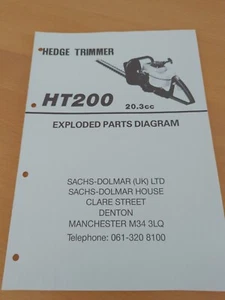 HEDGE TRIMMER
HT200 20.3cc
EXPLODED PARTS DIAGRAM
SACHS-DOLMAR (UK) LTD
SACHS-DOLMAR HOUSE
CLARE STREET
DENTON
MANCHESTER M34 3LQ
Telephone: 061-320 8100